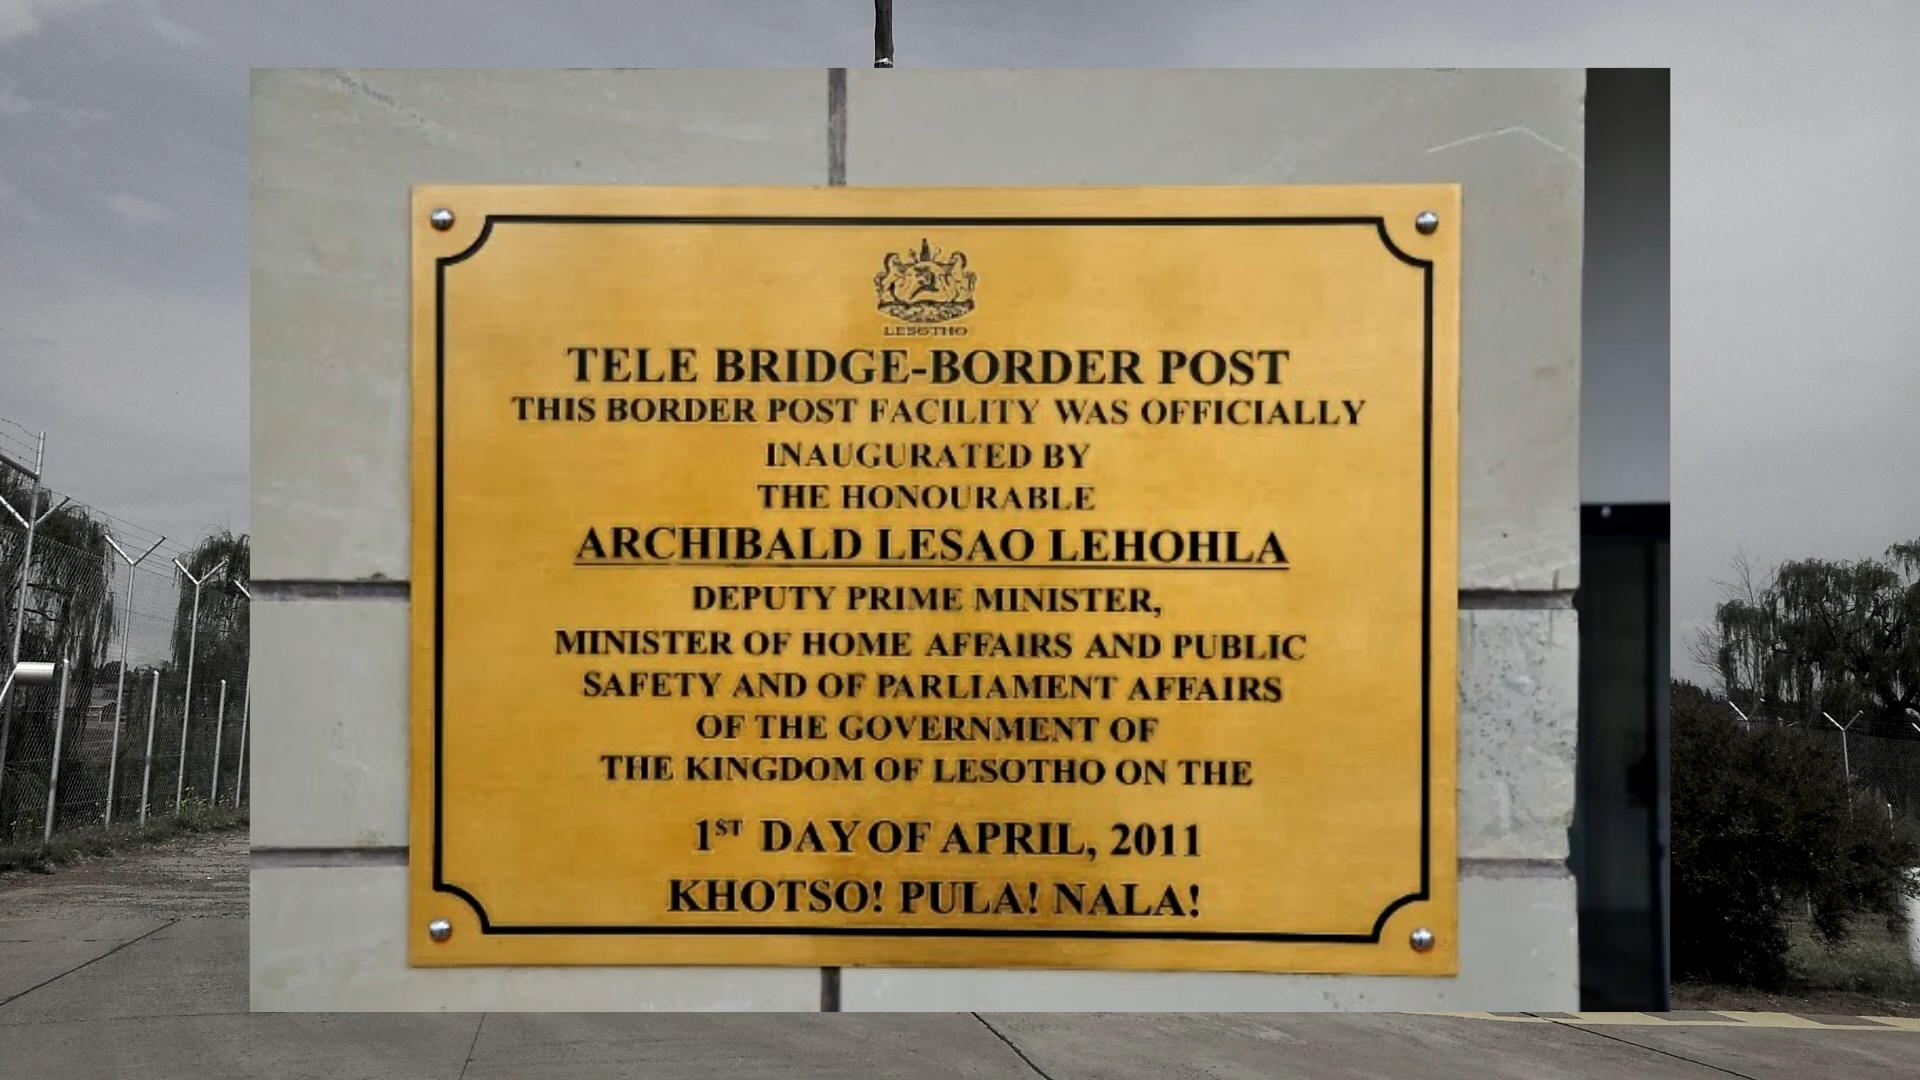 LESOTHO
TELE BRIDGE-BORDER POST
THIS BORDER POST FACILITY WAS OFFICIALLY
INAUGURATED BY
THE HONOURABLE
ARCHIBALD LESAO LEHOHLA
DEPUTY PRIME MINISTER,
MINISTER OF HOME AFFAIRS AND PUBLIC
SAFETY AND OF PARLIAMENT AFFAIRS
OF THE GOVERNMENT OF
THE KINGDOM OF LESOTHO ON THE
1ST DAY OF APRIL, 2011
KHOTSO! PULA! NALA!